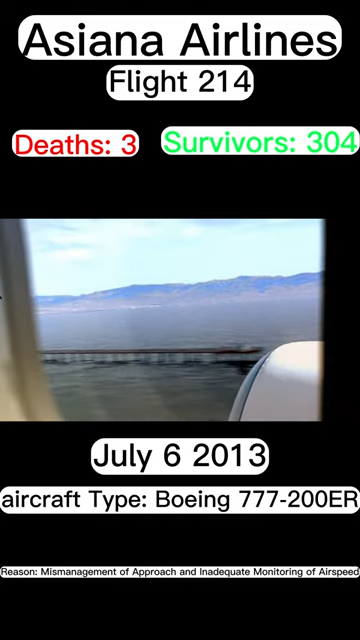 Asiana Airlines
Flight 214
Deaths: 3
Survivors: 304
July 6 2013
aircraft Type: Boeing 777-200ER
Reason: Mismanagement of Approach and Inadequate Monitoring of Airspeed